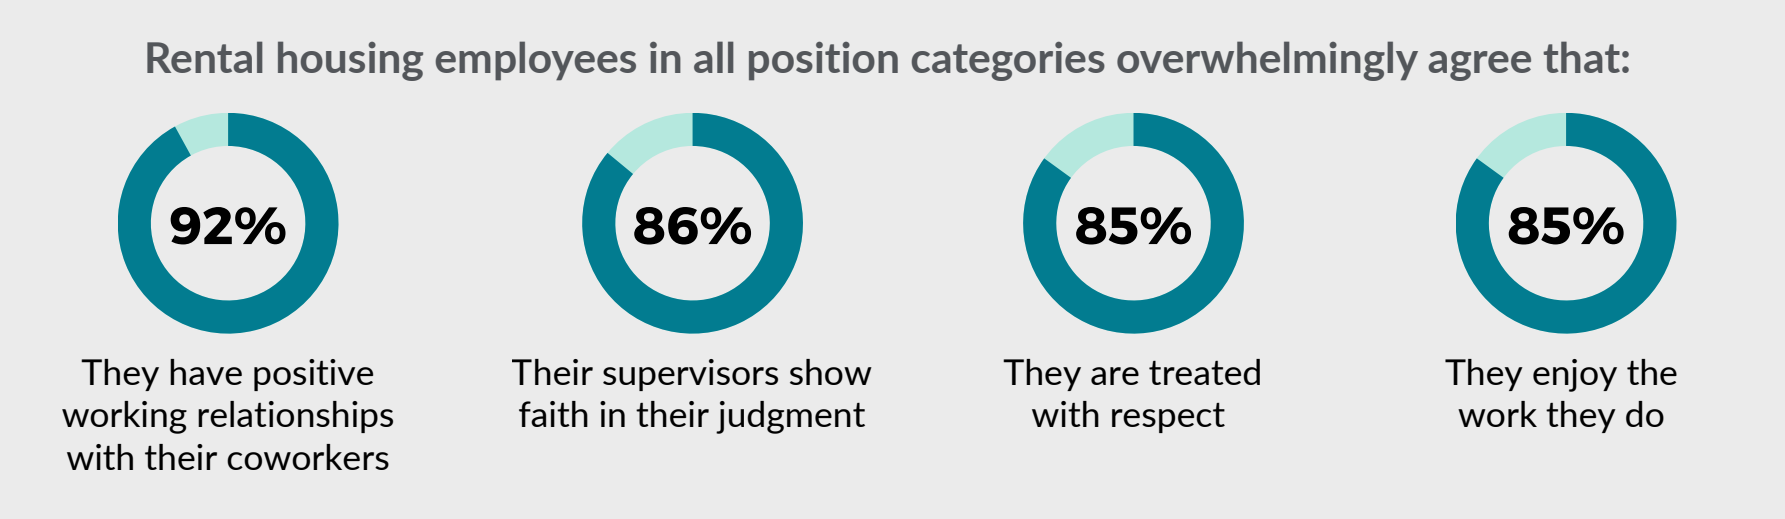 Rental housing employees in all position categories overwhelmingly agree that:
92%
They have positive
working relationships
with their coworkers
86%
Their supervisors show
faith in their judgment
85%
They are treated
with respect
85%
They enjoy the
work they do